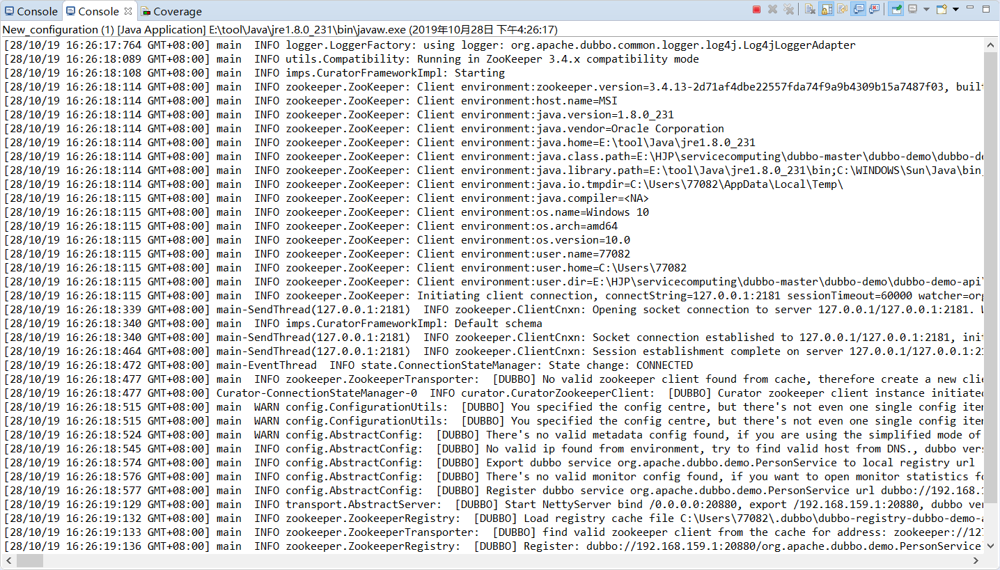 Console Console Coverage
New_configuration (1) [Java Application] E:\tool\Java\jre1.8.0_231\bin\javaw.exe (2019年10月28日 下午4:26:17)
[28/10/19 16:26:17:764 GMT+08:00] main  INFO logger.LoggerFactory: using logger: org.apache.dubbo.common.logger.log4j.Log4jLoggerAdapter
[28/10/19 16:26:18:089 GMT+08:00] main  INFO utils.Compatibility: Running in ZooKeeper 3.4.x compatibility mode
[28/10/19 16:26:18:108 GMT+08:00] main  INFO imps.CuratorFrameworkImpl: Starting
[28/10/19 16:26:18:114 GMT+08:00] main  INFO zookeeper.ZooKeeper: Client environment:zookeeper.version=3.4.13-2d71af4dbe22557fda74f9a9b4309b15a7487f03, buil
[28/10/19 16:26:18:114 GMT+08:00] main  INFO zookeeper.ZooKeeper: Client environment:host.name=MSI
[28/10/19 16:26:18:114 GMT+08:00] main  INFO zookeeper.ZooKeeper: Client environment:java.version=1.8.0_231
[28/10/19 16:26:18:114 GMT+08:00] main  INFO zookeeper.ZooKeeper: Client environment:java.vendor=Oracle Corporation
[28/10/19 16:26:18:114 GMT+08:00] main  INFO zookeeper.ZooKeeper: Client environment:java.home=E:\tool\Java\jre1.8.0_231
[28/10/19 16:26:18:114 GMT+08:00] main  INFO zookeeper.ZooKeeper: Client environment:java.class.path=E:\HJP\servicecomputing\dubbo-master\dubbo-demo\dubbo-de
[28/10/19 16:26:18:114 GMT+08:00] main  INFO zookeeper.ZooKeeper: Client environment:java.library.path=E:\tool\Java\jre1.8.0_231\bin;C:\WINDOWS\Sun\Java\bin
[28/10/19 16:26:18:114 GMT+08:00] main  INFO zookeeper.ZooKeeper: Client environment:java.io.tmpdir=C:\Users\77082\AppData\Local\Temp\
[28/10/19 16:26:18:115 GMT+08:00] main  INFO zookeeper.ZooKeeper: Client environment:java.compiler=<NA>
[28/10/19 16:26:18:115 GMT+08:00] main  INFO zookeeper.ZooKeeper: Client environment:os.name=Windows 10
[28/10/19 16:26:18:115 GMT+08:00] main  INFO zookeeper.ZooKeeper: Client environment:os.arch=amd64
[28/10/19 16:26:18:115 GMT+08:00] main  INFO zookeeper.ZooKeeper: Client environment:os.version=10.0
[28/10/19 16:26:18:115 GMT+08:00] main  INFO zookeeper.ZooKeeper: Client environment:user.name=77082
[28/10/19 16:26:18:115 GMT+08:00] main  INFO zookeeper.ZooKeeper: Client environment:user.home=C:\Users\77082
[28/10/19 16:26:18:115 GMT+08:00] main  INFO zookeeper.ZooKeeper: Client environment:user.dir=E:\HJP\servicecomputing\dubbo-master\dubbo-demo\dubbo-demo-api\
[28/10/19 16:26:18:115 GMT+08:00] main  INFO zookeeper.ZooKeeper: Initiating client connection, connectString=127.0.0.1:2181 sessionTimeout=60000 watcher=org
[28/10/19 16:26:18:339 GMT+08:00] main-SendThread(127.0.0.1:2181)  INFO zookeeper.ClientCnxn: Opening socket connection to server 127.0.0.1/127.0.0.1:2181. W
[28/10/19 16:26:18:340 GMT+08:00] main  INFO imps.CuratorFrameworkImpl: Default schema
[28/10/19 16:26:18:340 GMT+08:00] main-SendThread(127.0.0.1:2181)  INFO zookeeper.ClientCnxn: Socket connection established to 127.0.0.1/127.0.0.1:2181, init
[28/10/19 16:26:18:464 GMT+08:00] main-SendThread(127.0.0.1:2181)  INFO zookeeper.ClientCnxn: Session establishment complete on server 127.0.0.1/127.0.0.1:21
[28/10/19 16:26:18:472 GMT+08:00] main-EventThread  INFO state.ConnectionStateManager: State change: CONNECTED
[28/10/19 16:26:18:477 GMT+08:00] main  INFO zookeeper.ZookeeperTransporter:  [DUBBO] No valid zookeeper client found from cache, therefore create a new clie
[28/10/19 16:26:18:477 GMT+08:00] Curator-ConnectionStateManager-0  INFO curator.CuratorZookeeperClient:  [DUBBO] Curator zookeeper client instance initiated
[28/10/19 16:26:18:515 GMT+08:00] main  WARN config.ConfigurationUtils:  [DUBBO] You specified the config centre, but there's not even one single config item
[28/10/19 16:26:18:515 GMT+08:00] main  WARN config.ConfigurationUtils:  [DUBBO] You specified the config centre, but there's not even one single config item
[28/10/19 16:26:18:524 GMT+08:00] main  WARN config.AbstractConfig:  [DUBBO] There's no valid metadata config found, if you are using the simplified mode of
[28/10/19 16:26:18:545 GMT+08:00] main  INFO config.AbstractConfig:  [DUBBO] No valid ip found from environment, try to find valid host from DNS., dubbo vers
[28/10/19 16:26:18:574 GMT+08:00] main  INFO config.AbstractConfig:  [DUBBO] Export dubbo service org.apache.dubbo.demo.PersonService to local registry url
[28/10/19 16:26:18:576 GMT+08:00] main  INFO config.AbstractConfig:  [DUBBO] There's no valid monitor config found, if you want to open monitor statistics fo
[28/10/19 16:26:18:577 GMT+08:00] main  INFO config.AbstractConfig:  [DUBBO] Register dubbo service org.apache.dubbo.demo.PersonService url dubbo://192.168.1
[28/10/19 16:26:19:129 GMT+08:00] main  INFO transport.AbstractServer:  [DUBBO] Start NettyServer bind /0.0.0.0:20880, export /192.168.159.1:20880, dubbo ver
[28/10/19 16:26:19:132 GMT+08:00] main  INFO zookeeper.ZookeeperRegistry:  [DUBBO] Load registry cache file C:\Users\77082\.dubbo\dubbo-registry-dubbo-demo-a
[28/10/19 16:26:19:133 GMT+08:00] main  INFO zookeeper.ZookeeperTransporter:  [DUBBO] find valid zookeeper client from the cache for address: zookeeper://127
[28/10/19 16:26:19:136 GMT+08:00] main  INFO zookeeper.ZookeeperRegistry:  [DUBBO] Register: dubbo://192.168.159.1:20880/org.apache.dubbo.demo.PersonService